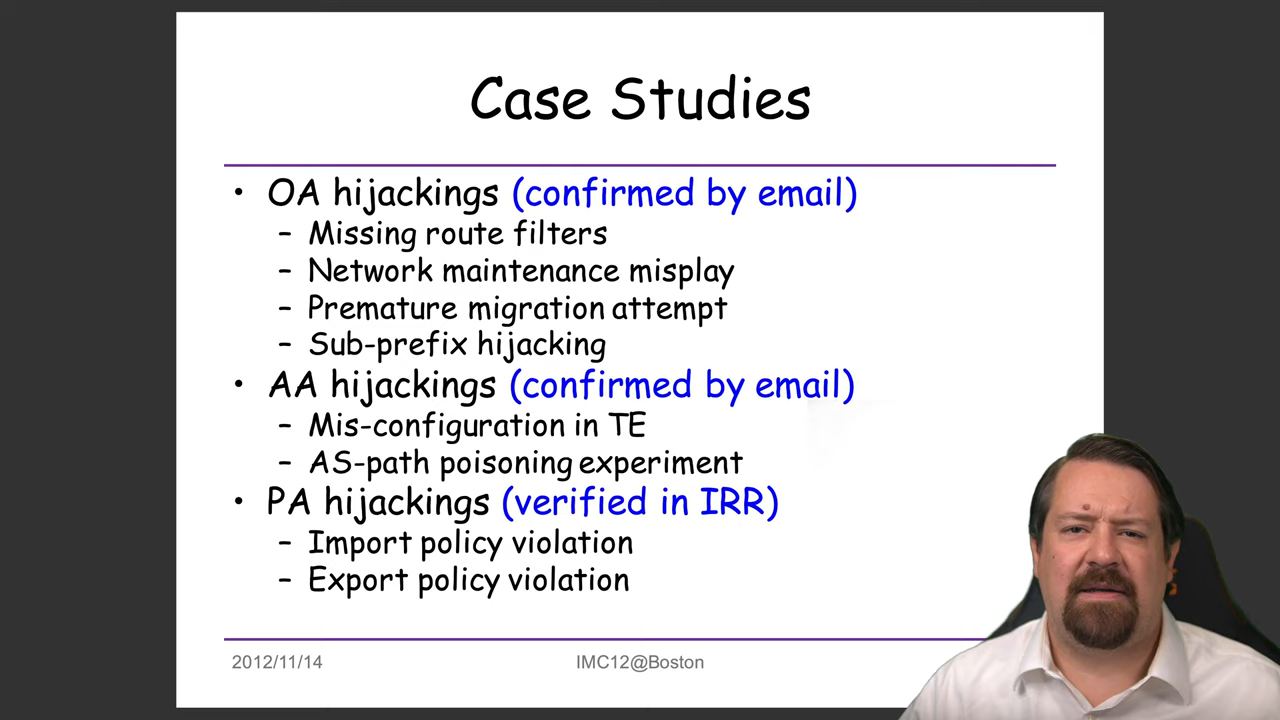 Case Studies
• OA hijackings (confirmed by email)
– Missing route filters
– Network maintenance misplay
– Premature migration attempt
– Sub-prefix hijacking
• AA hijackings (confirmed by email)
– Mis-configuration in TE
– AS-path poisoning experiment
• PA hijackings (verified in IRR)
– Import policy violation
– Export policy violation
2012/11/14
IMC12@Boston